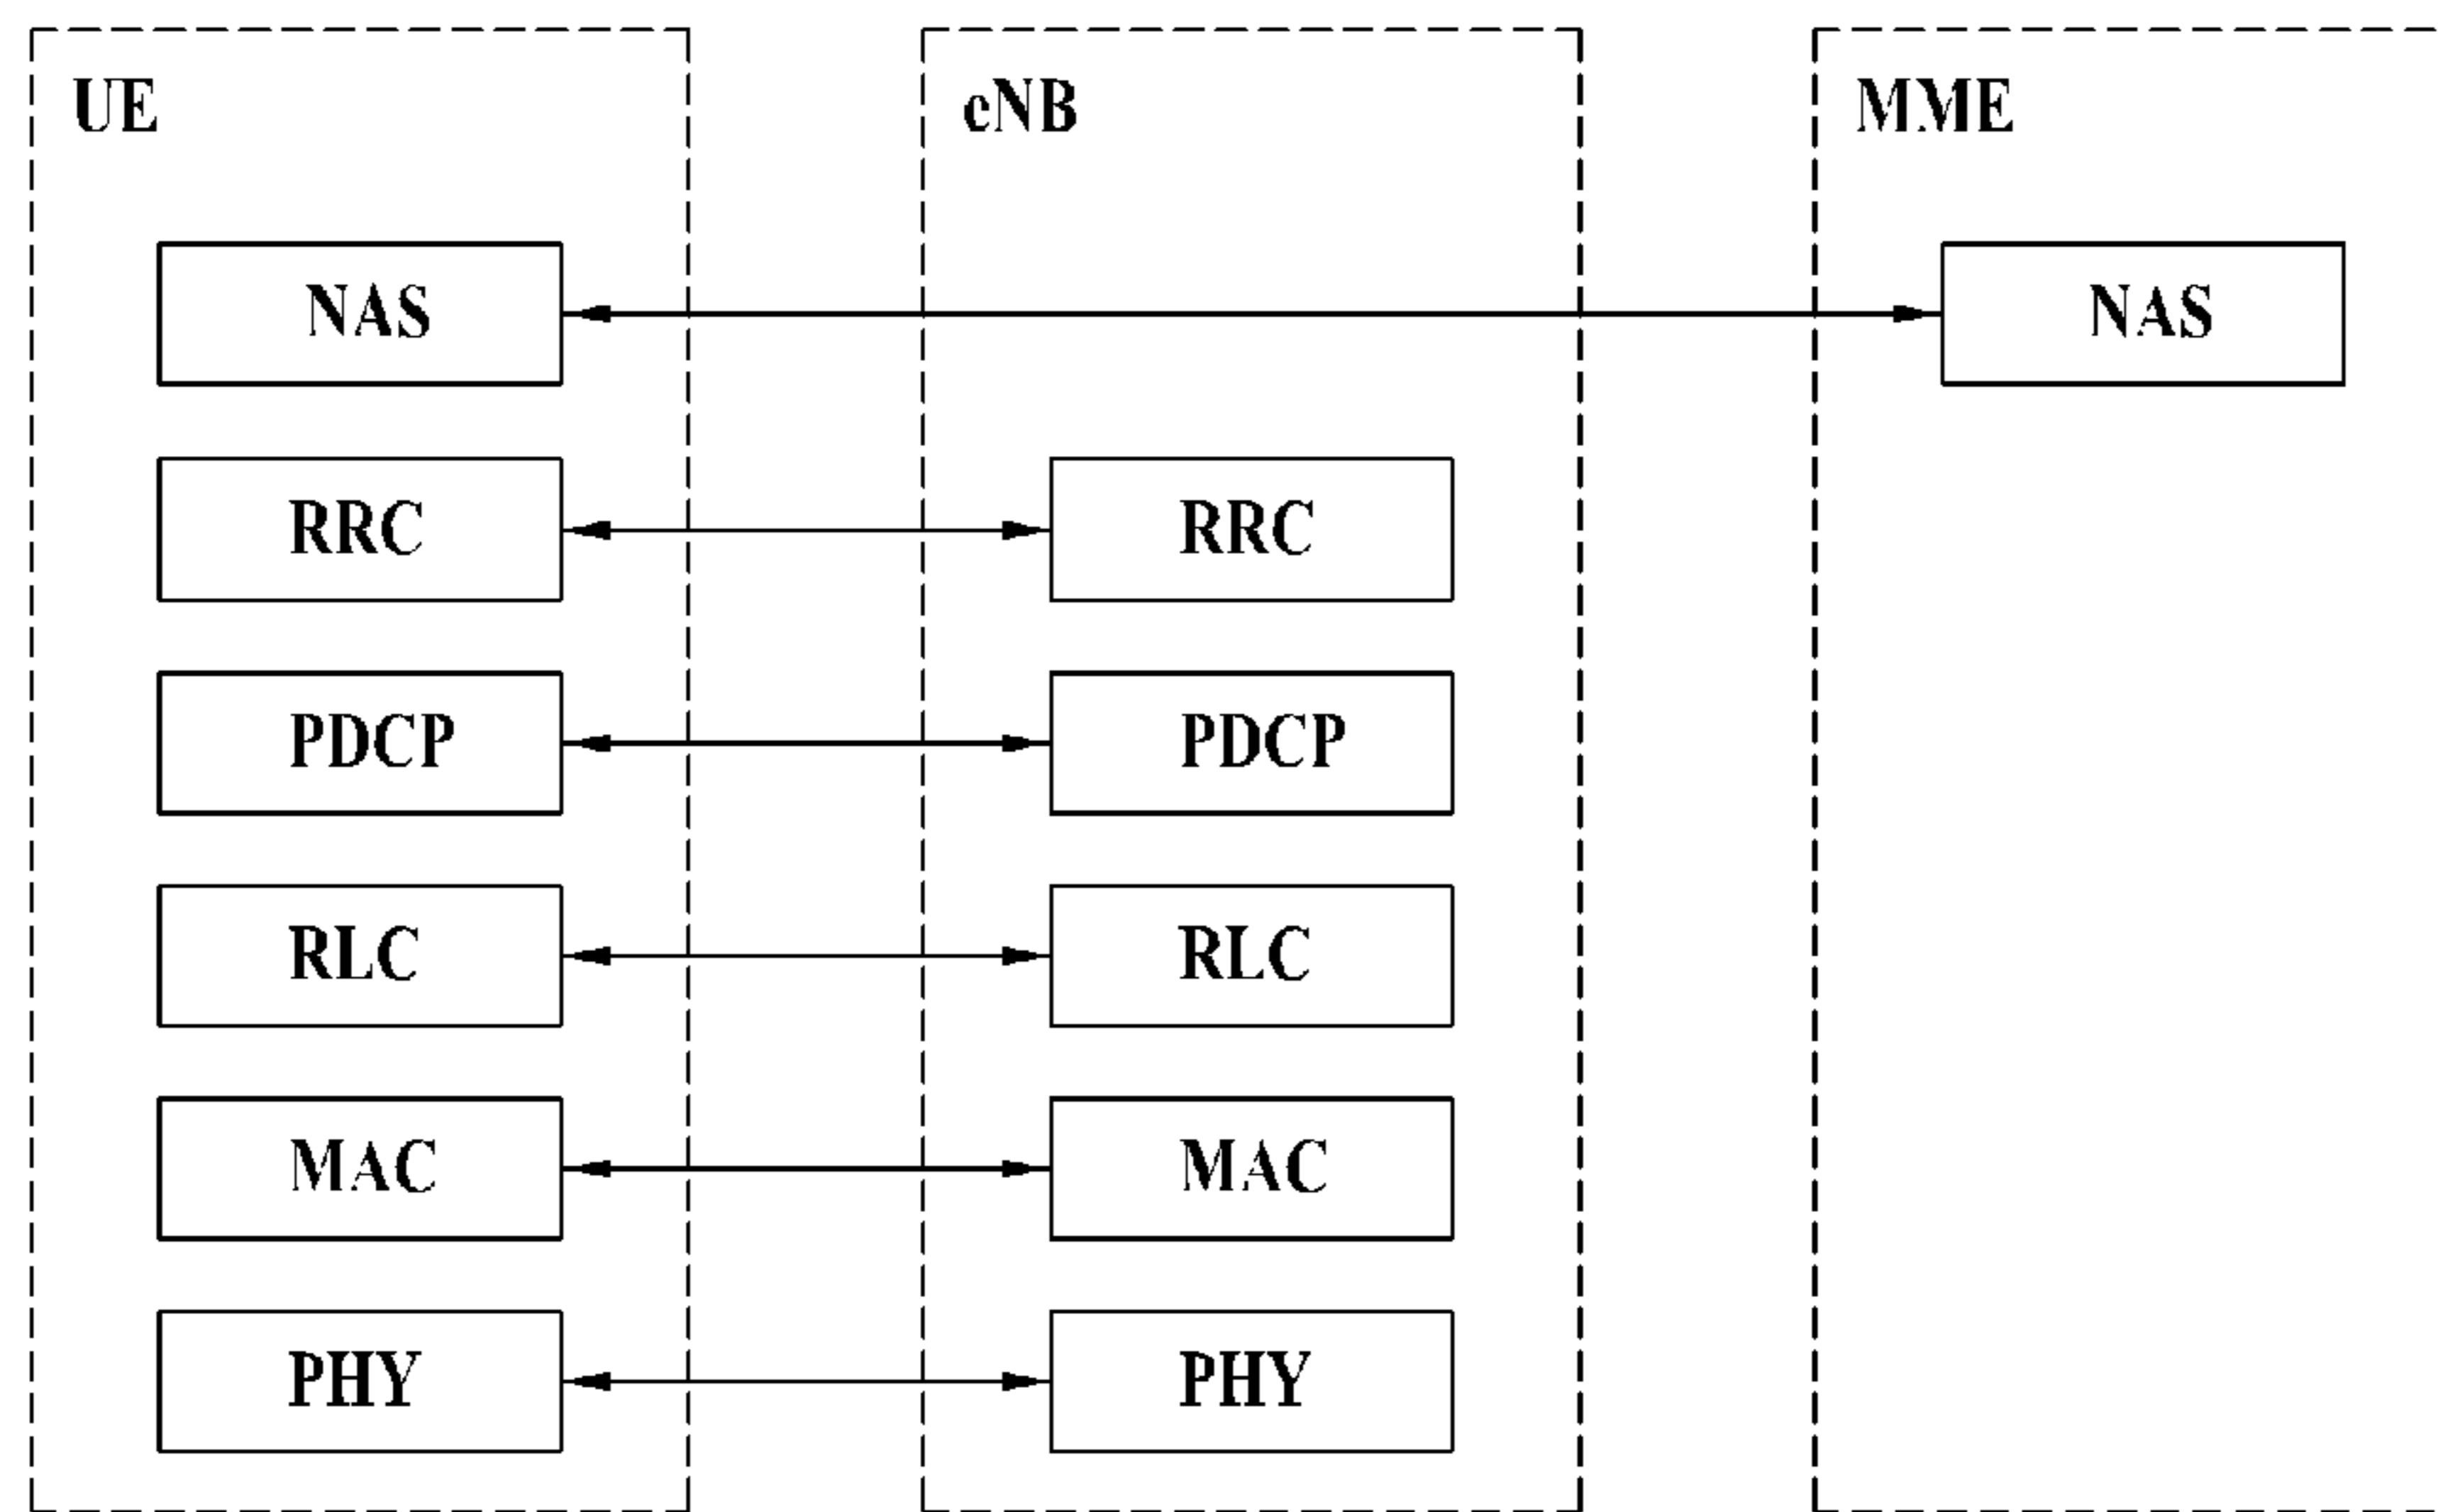 UE eNB MME
NAS NAS
RRC RRC
PDCP PDCP
RLC RLC
MAC MAC
PHY PHY